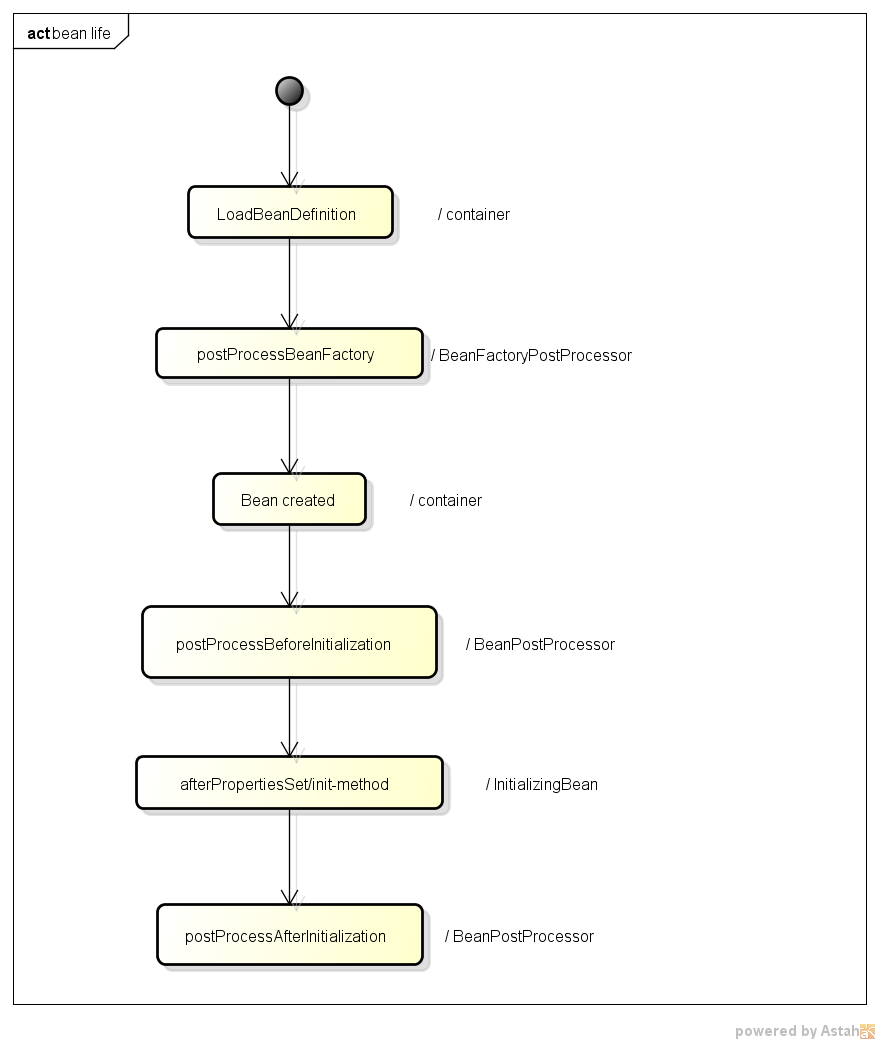 act bean life
LoadBeanDefinition / container
postProcessBeanFactory / BeanFactoryPostProcessor
Bean created / container
postProcessBeforeInitialization / BeanPostProcessor
afterPropertiesSet/init-method / InitializingBean
postProcessAfterInitialization / BeanPostProcessor
powered by Astah